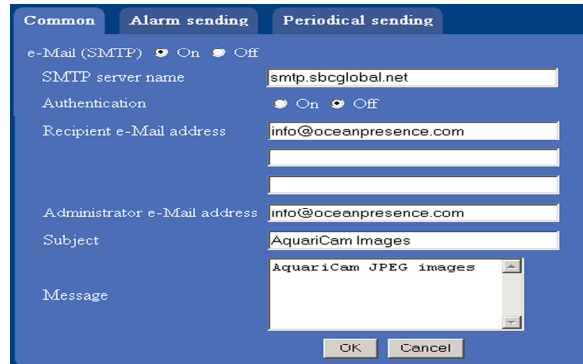 Common Alarm sending Periodical sending
e-Mail (SMTP) On Off
SMTP server name smtp.sbcglobal.net
Authentication On Off
Recipient e-Mail address info@oceanpresence.com
Administrator e-Mail address info@oceanpresence.com
Subject AquariCam Images
Message AquariCam JPEG images
OK Cancel